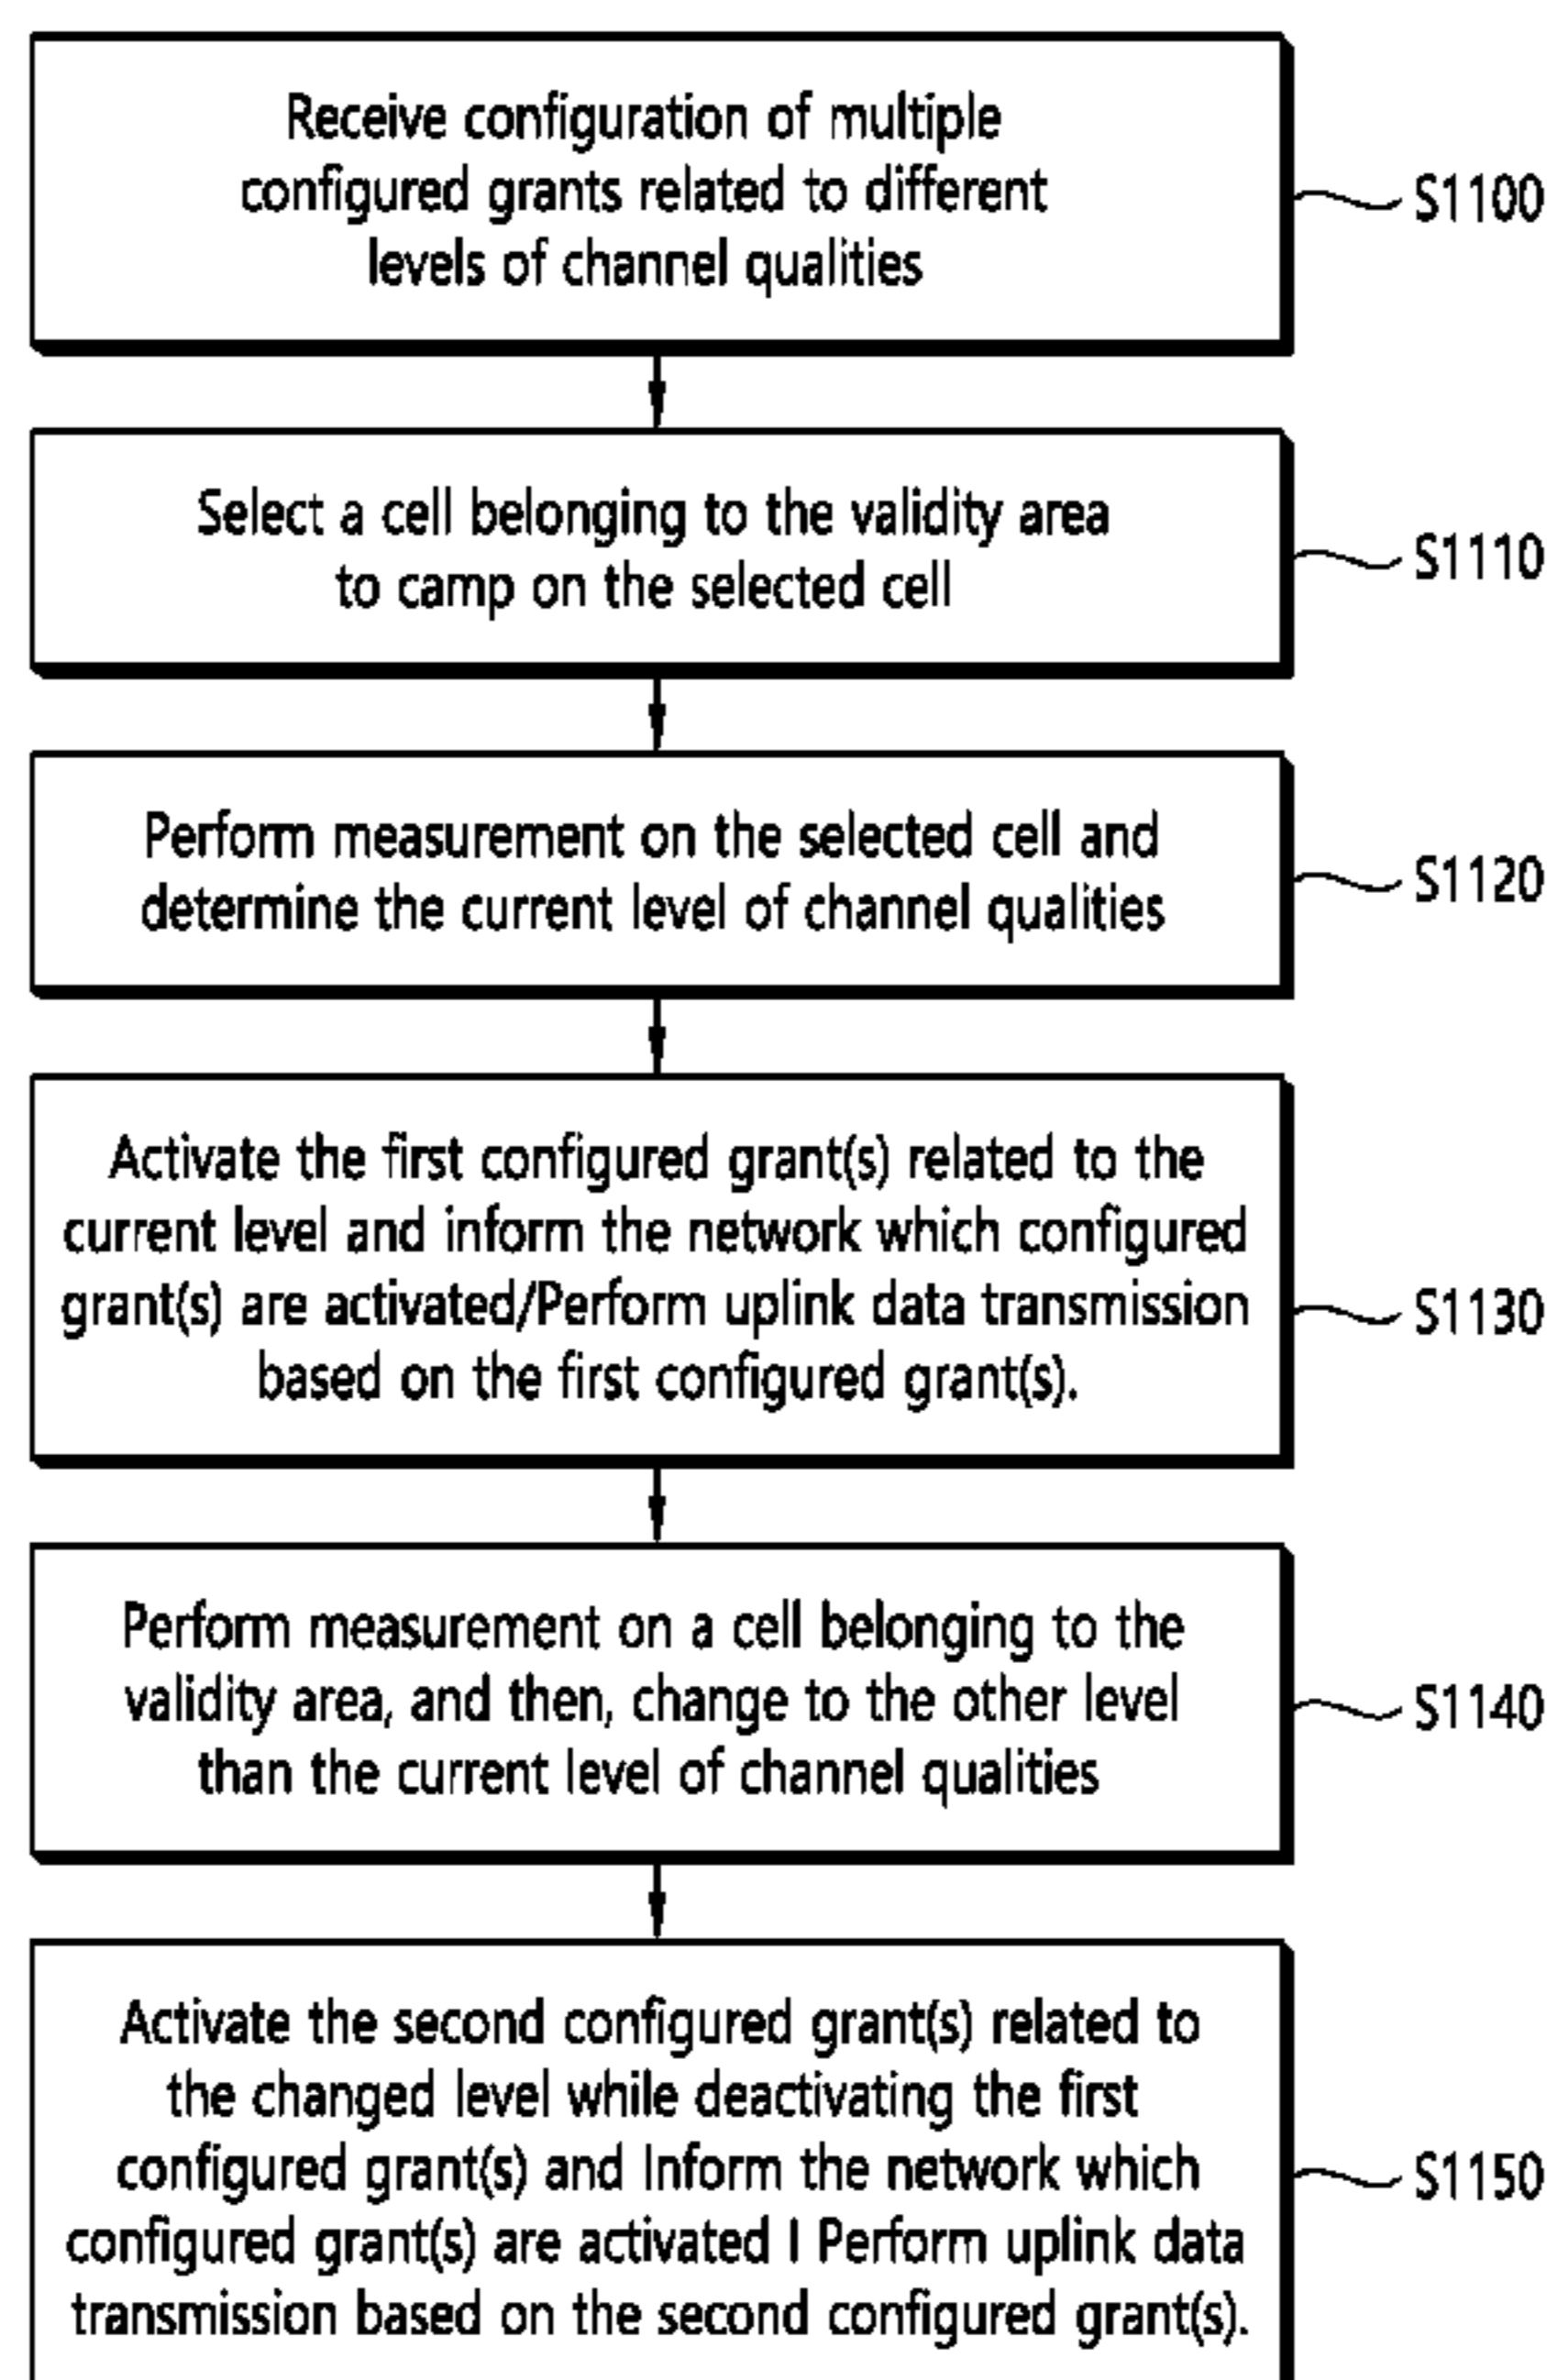 Receive configuration of multiple
configured grants related to different
levels of channel qualities
S1100
Select a cell belonging to the validity area
to camp on the selected cell
S1110
Perform measurement on the selected cell and
determine the current level of channel qualities
S1120
Activate the first configured grant(s) related to the
current level and inform the network which configured
grant(s) are activated/Perform uplink data transmission
based on the first configured grant(s).
S1130
Perform measurement on a cell belonging to the
validity area, and then, change to the other level
than the current level of channel qualities
S1140
Activate the second configured grant(s) related to
the changed level while deactivating the first
configured grant(s) and Inform the network which
configured grant(s) are activated I Perform uplink data
transmission based on the second configured grant(s).
S1150